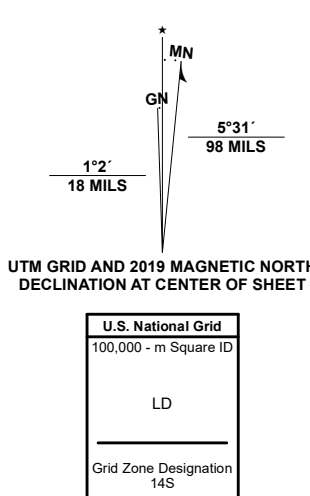 ★
MN
GN
5°31´
98 MILS
1°2´
18 MILS
UTM GRID AND 2019 MAGNETIC NORTH
DECLINATION AT CENTER OF SHEET
U.S. National Grid
100,000 - m Square ID
LD
Grid Zone Designation
14S